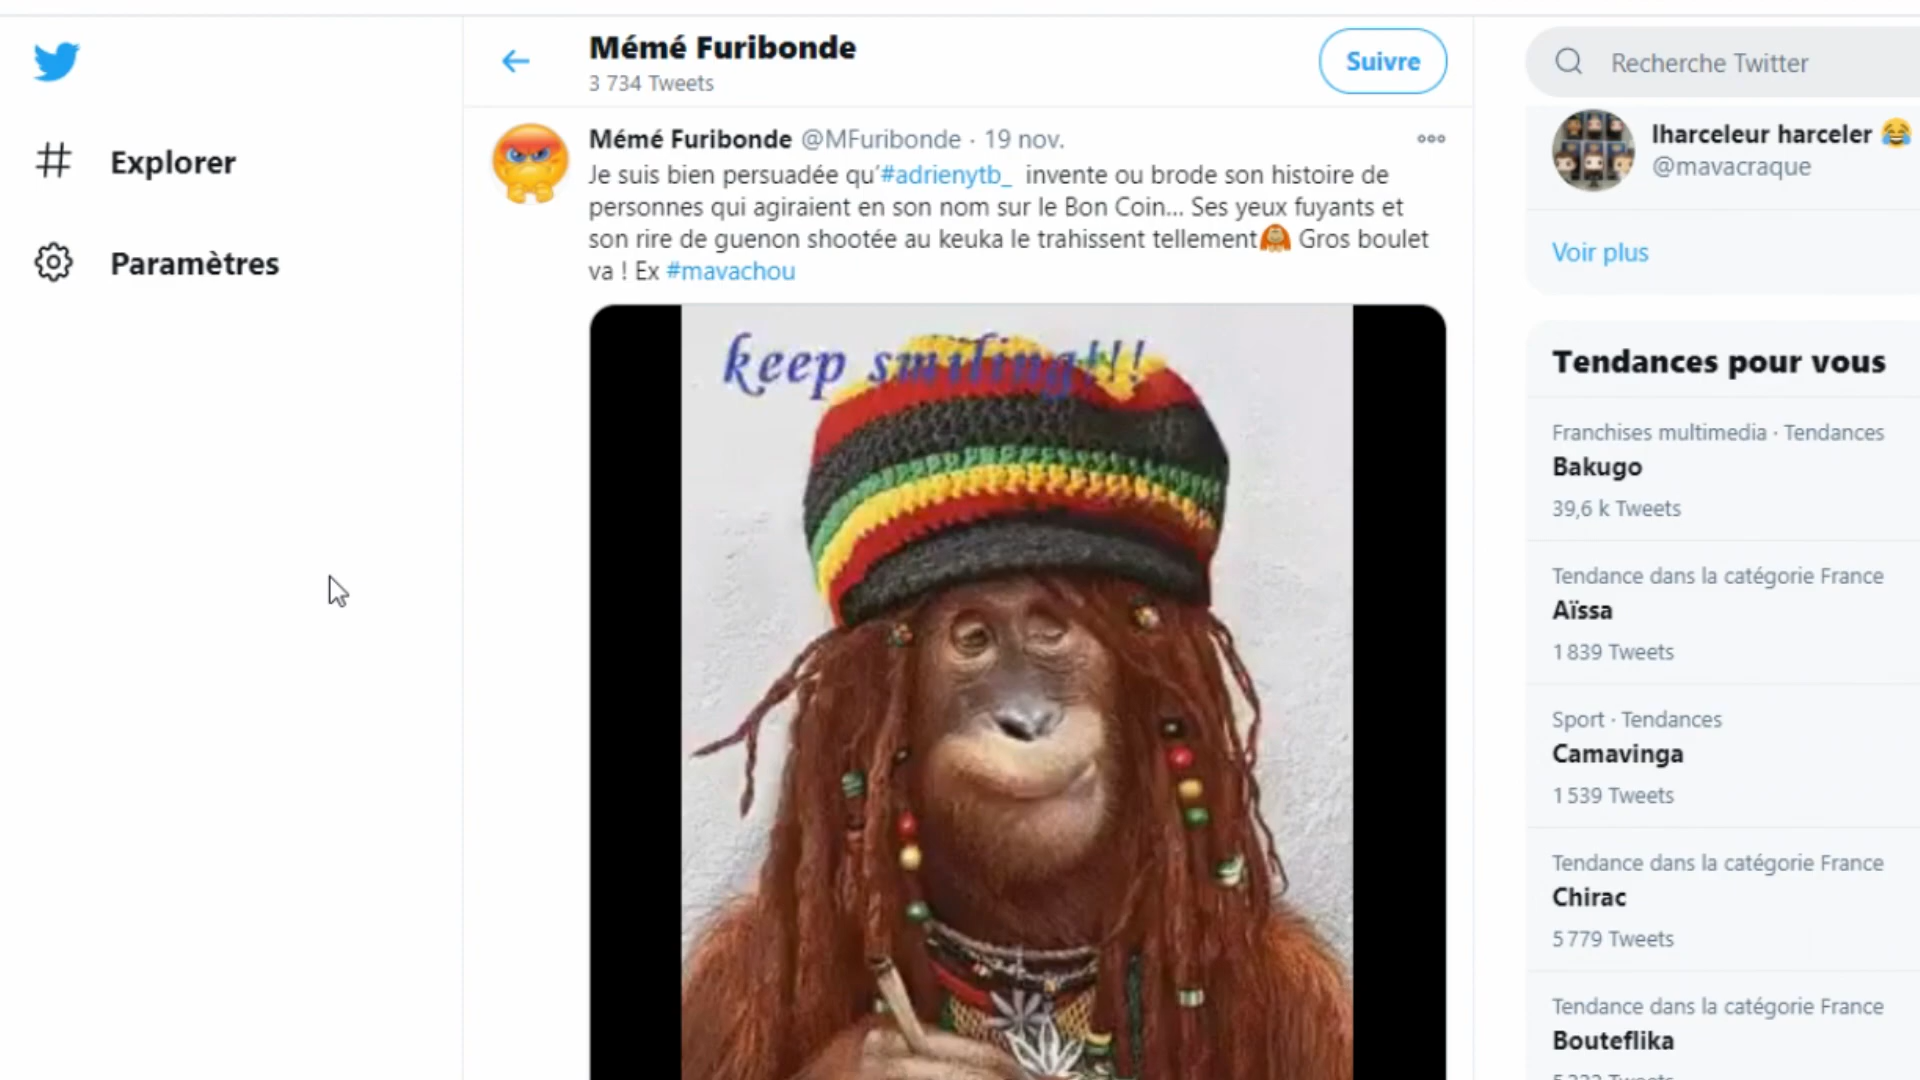 Mémé Furibonde
3 734 Tweets
Suivre
Recherche Twitter
Explorer
Paramètres
Mémé Furibonde @MFuribonde · 19 nov.
Je suis bien persuadée qu'#adrienytb_ invente ou brode son histoire de
personnes qui agiraient en son nom sur le Bon Coin... Ses yeux fuyants et
son rire de guenon shootée au keuka le trahissent tellement🙈 Gros boulet
va ! Ex #mavachou
keep smiling!!!
lharceleur harceler 😂
@mavacraque
Voir plus
Tendances pour vous
Franchises multimedia · Tendances
Bakugo
39,6 k Tweets
Tendance dans la catégorie France
Aïssa
1 839 Tweets
Sport · Tendances
Camavinga
1 539 Tweets
Tendance dans la catégorie France
Chirac
5 779 Tweets
Tendance dans la catégorie France
Bouteflika